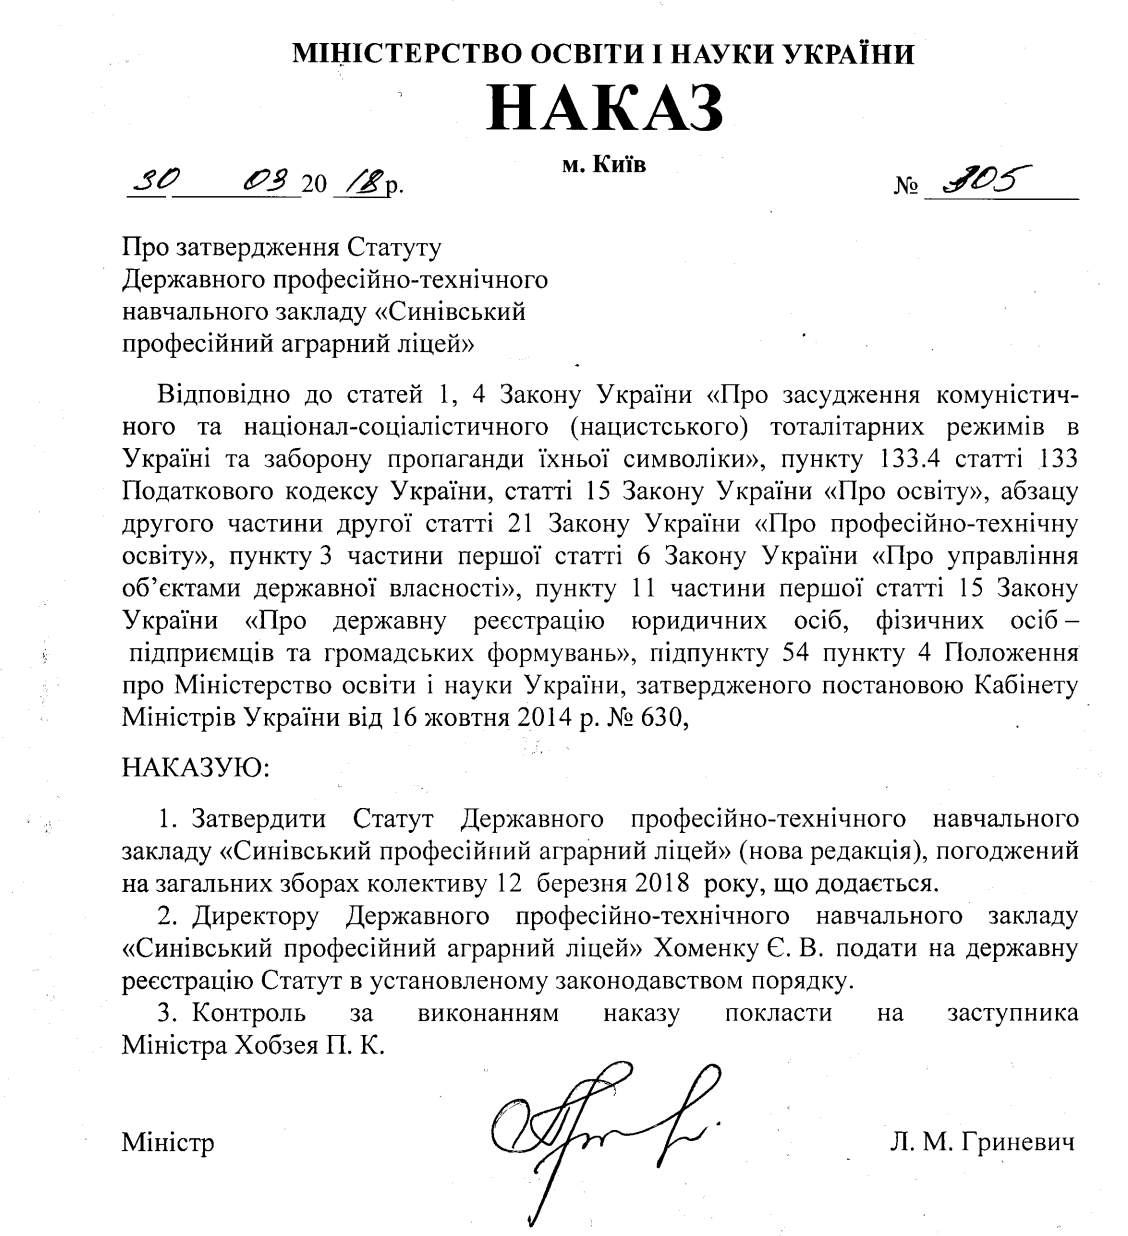 МІНІСТЕРСТВО ОСВІТИ І НАУКИ УКРАЇНИ
НАКАЗ
м. Київ
30 03 20 18 р. № 305
Про затвердження Статуту
Державного професійно-технічного
навчального закладу «Синівський
професійний аграрний ліцей»
Відповідно до статей 1, 4 Закону України «Про засудження комуністич-
ного та націонал-соціалістичного (нацистського) тоталітарних режимів в
Україні та заборону пропаганди їхньої символіки», пункту 133.4 статті 133
Податкового кодексу України, статті 15 Закону України «Про освіту», абзацу
другого частини другої статті 21 Закону України «Про професійно-технічну
освіту», пункту 3 частини першої статті 6 Закону України «Про управління
об’єктами державної власності», пункту 11 частини першої статті 15 Закону
України «Про державну реєстрацію юридичних осіб, фізичних осіб –
підприємців та громадських формувань», підпункту 54 пункту 4 Положення
про Міністерство освіти і науки України, затвердженого постановою Кабінету
Міністрів України від 16 жовтня 2014 р. № 630,
НАКАЗУЮ:
1. Затвердити Статут Державного професійно-технічного навчального
закладу «Синівський професійний аграрний ліцей» (нова редакція), погоджений
на загальних зборах колективу 12 березня 2018 року, що додається.
2. Директору Державного професійно-технічного навчального закладу
«Синівський професійний аграрний ліцей» Хоменку Є. В. подати на державну
реєстрацію Статут в установленому законодавством порядку.
3. Контроль за виконанням наказу покласти на заступника
Міністра Хобзея П. К.
Міністр Л. М. Гриневич